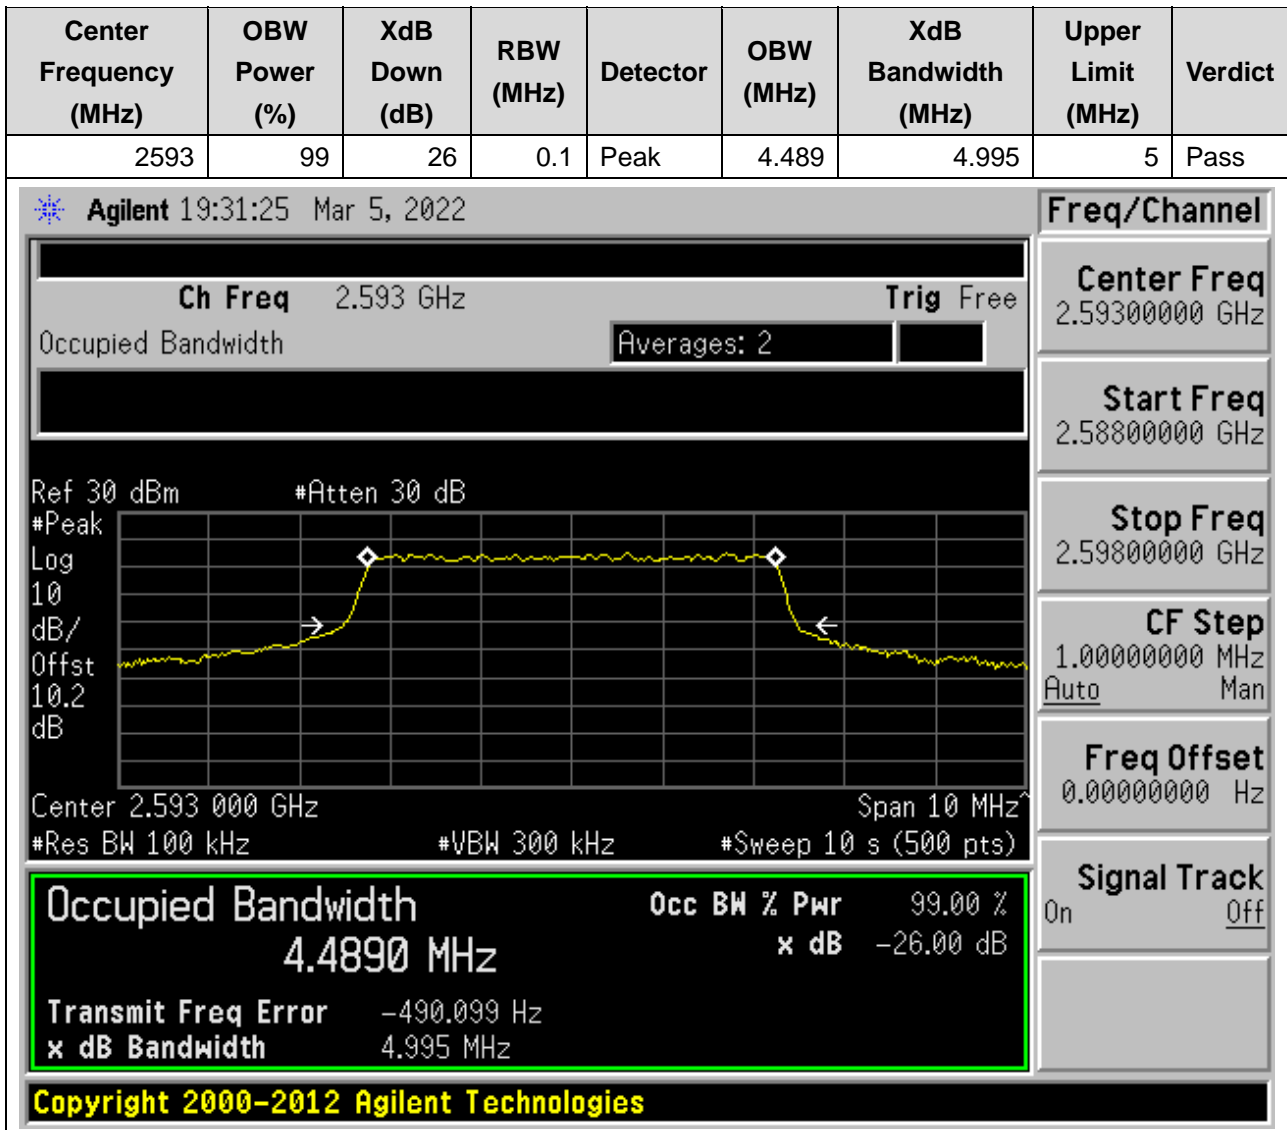 Center Frequency (MHz) OBW Power (%) XdB Down (dB) RBW (MHz) Detector OBW (MHz) XdB Bandwidth (MHz) Upper Limit (MHz) Verdict
2593 99 26 0.1 Peak 4.489 4.995 5 Pass
Agilent 19:31:25 Mar 5, 2022
Freq/Channel
Ch Freq 2.593 GHz Trig Free
Occupied Bandwidth Averages: 2
Ref 30 dBm #Atten 30 dB
#Peak
Log
10
dB/
Offst
10.2
dB
Center 2.593 000 GHz Span 10 MHz^
#Res BW 100 kHz #VBW 300 kHz #Sweep 10 s (500 pts)
Occupied Bandwidth Occ BW % Pwr 99.00 %
4.4890 MHz x dB -26.00 dB
Transmit Freq Error -490.099 Hz
x dB Bandwidth 4.995 MHz
Center Freq
2.59300000 GHz
Start Freq
2.58800000 GHz
Stop Freq
2.59800000 GHz
CF Step
1.00000000 MHz
Auto Man
Freq Offset
0.00000000 Hz
Signal Track
On Off
Copyright 2000-2012 Agilent Technologies